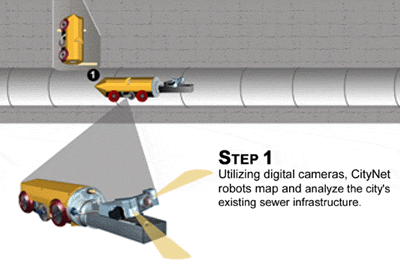 1
STEP 1
Utilizing digital cameras, CityNet
robots map and analyze the city's
existing sewer infrastructure.